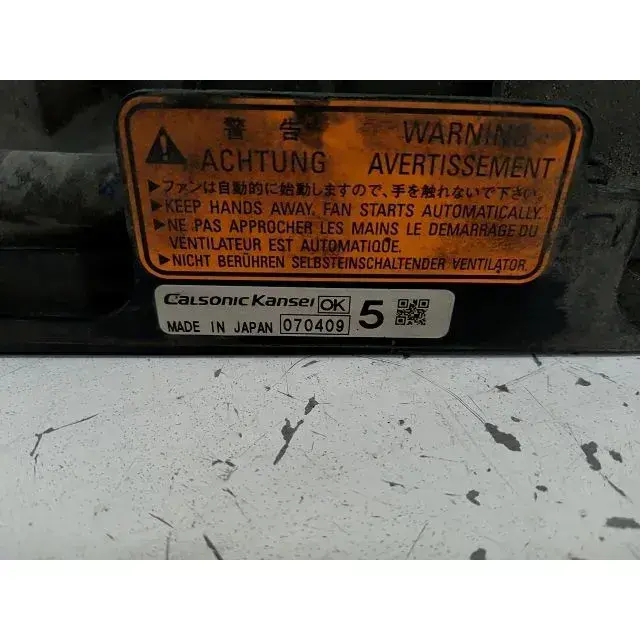 警告 WARNING
ACHTUNG AVERTISSEMENT
▶ファンは自動的に始動しますので、手を触れないで下さい。
▶KEEP HANDS AWAY. FAN STARTS AUTOMATICALLY.
▶NE PAS APPROCHER LES MAINS LE DEMARRAGE DU
VENTILATEUR EST AUTOMATIQUE.
▶NICHT BERÜHREN SELBSTEINSCHALTENDER VENTILATOR.
CALSONIC KANSEI OK 5
MADE IN JAPAN 070409